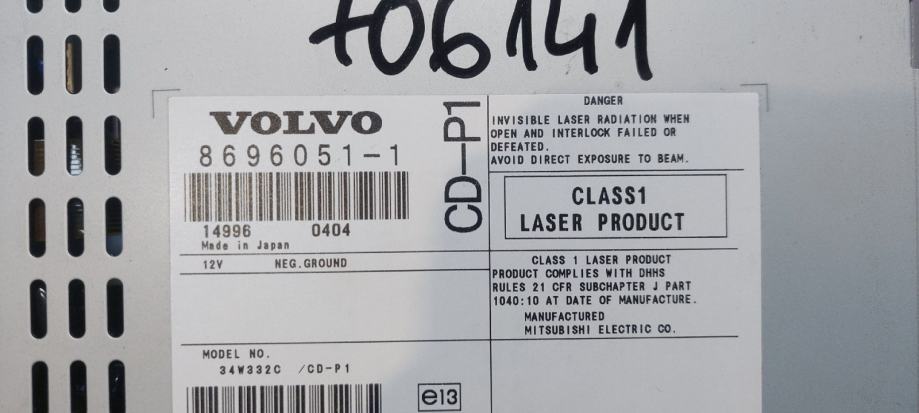 706141
VOLVO
8696051-1
14996 0404
Made in Japan
12V NEG.GROUND
MODEL NO.
34W332C /CD-P1
CD-P1
DANGER
INVISIBLE LASER RADIATION WHEN
OPEN AND INTERLOCK FAILED OR
DEFEATED.
AVOID DIRECT EXPOSURE TO BEAM.
CLASS1
LASER PRODUCT
CLASS 1 LASER PRODUCT
PRODUCT COMPLIES WITH DHHS
RULES 21 CFR SUBCHAPTER J PART
1040:10 AT DATE OF MANUFACTURE.
MANUFACTURED
MITSUBISHI ELECTRIC CO.
e13